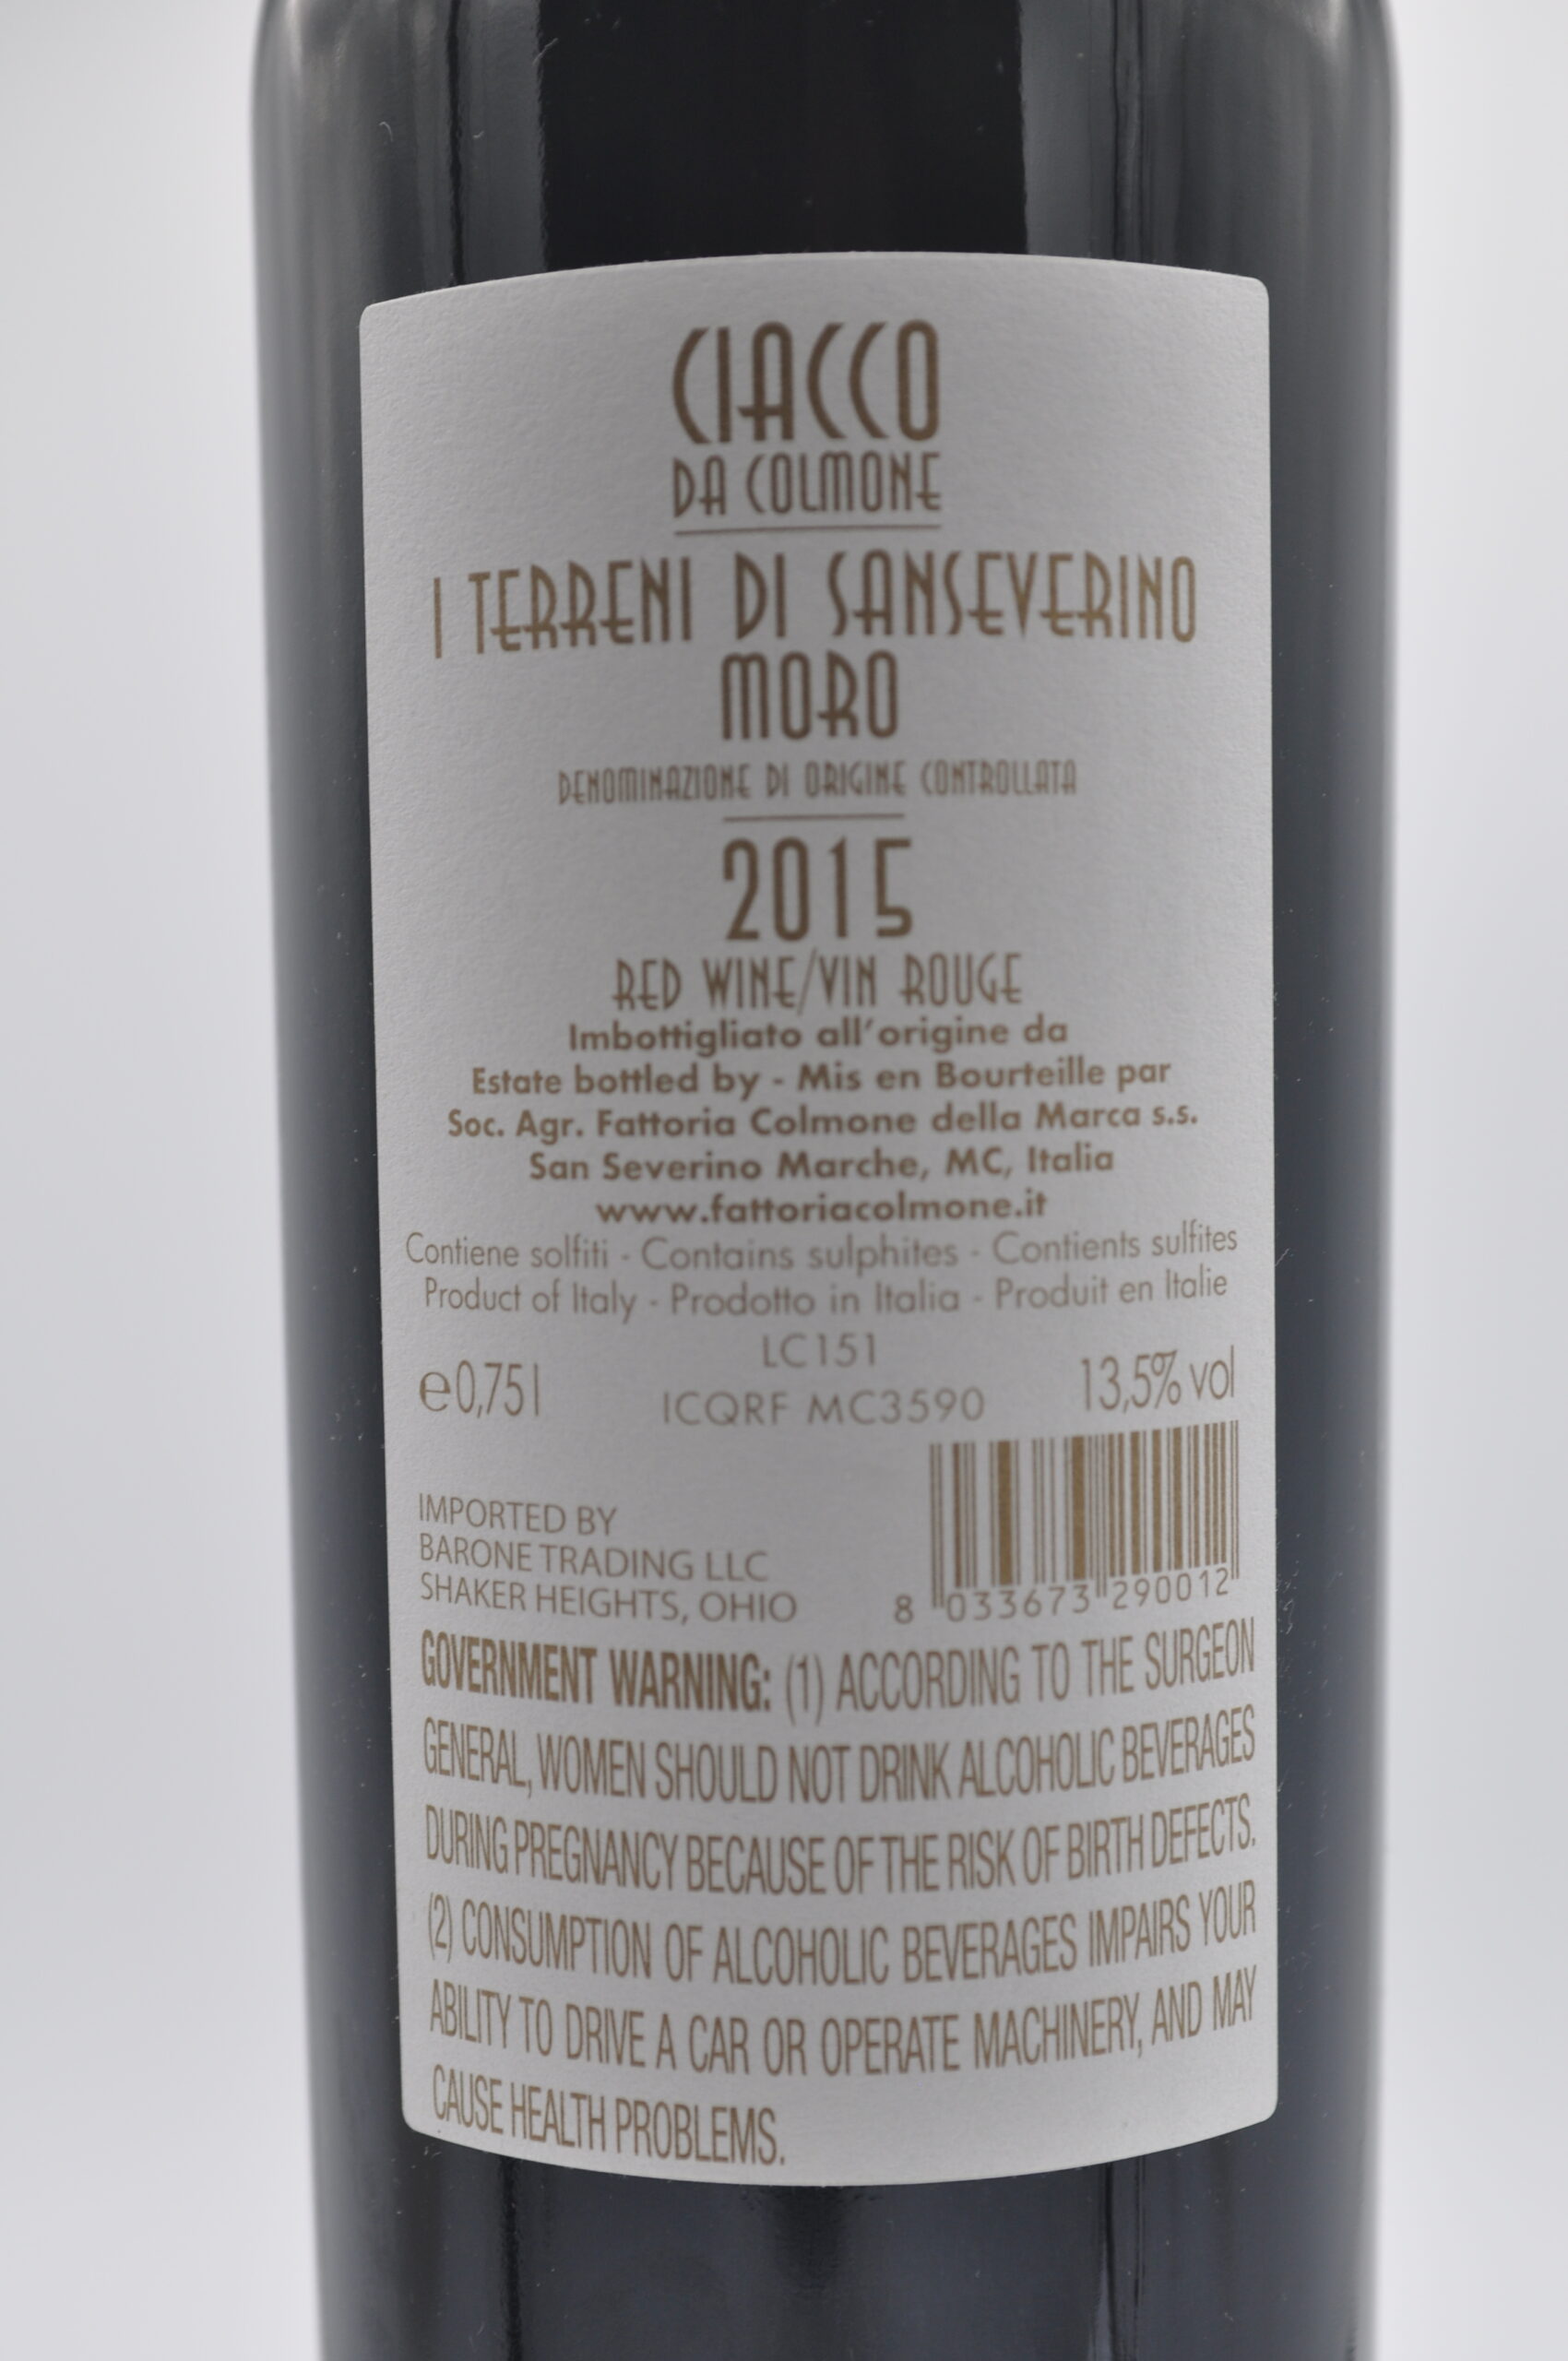 CIACCO
DA COLMONE
I TERRENI DI SANSEVERINO
MORO
DENOMINAZIONE DI ORIGINE CONTROLLATA
2015
RED WINE/VIN ROUGE
Imbottigliato all'origine da
Estate bottled by - Mis en Bourteille par
Soc. Agr. Fattoria Colmone della Marca s.s.
San Severino Marche, MC, Italia
www.fattoriacolmone.it
Contiene solfiti - Contains sulphites - Contients sulfites
Product of Italy - Prodotto in Italia - Produit en Italie
LC151
℮0,75 l ICQRF MC3590 13,5% vol
IMPORTED BY
BARONE TRADING LLC
SHAKER HEIGHTS, OHIO
8 033673 290012
GOVERNMENT WARNING: (1) ACCORDING TO THE SURGEON
GENERAL, WOMEN SHOULD NOT DRINK ALCOHOLIC BEVERAGES
DURING PREGNANCY BECAUSE OF THE RISK OF BIRTH DEFECTS.
(2) CONSUMPTION OF ALCOHOLIC BEVERAGES IMPAIRS YOUR
ABILITY TO DRIVE A CAR OR OPERATE MACHINERY, AND MAY
CAUSE HEALTH PROBLEMS.